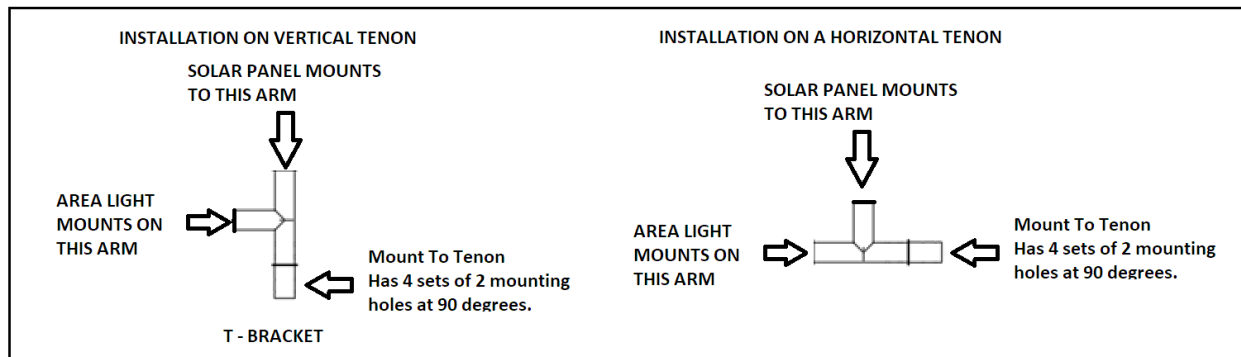 INSTALLATION ON VERTICAL TENON
SOLAR PANEL MOUNTS
TO THIS ARM
AREA LIGHT
MOUNTS ON
THIS ARM
Mount To Tenon
Has 4 sets of 2 mounting
holes at 90 degrees.
T - BRACKET
INSTALLATION ON A HORIZONTAL TENON
SOLAR PANEL MOUNTS
TO THIS ARM
AREA LIGHT
MOUNTS ON
THIS ARM
Mount To Tenon
Has 4 sets of 2 mounting
holes at 90 degrees.